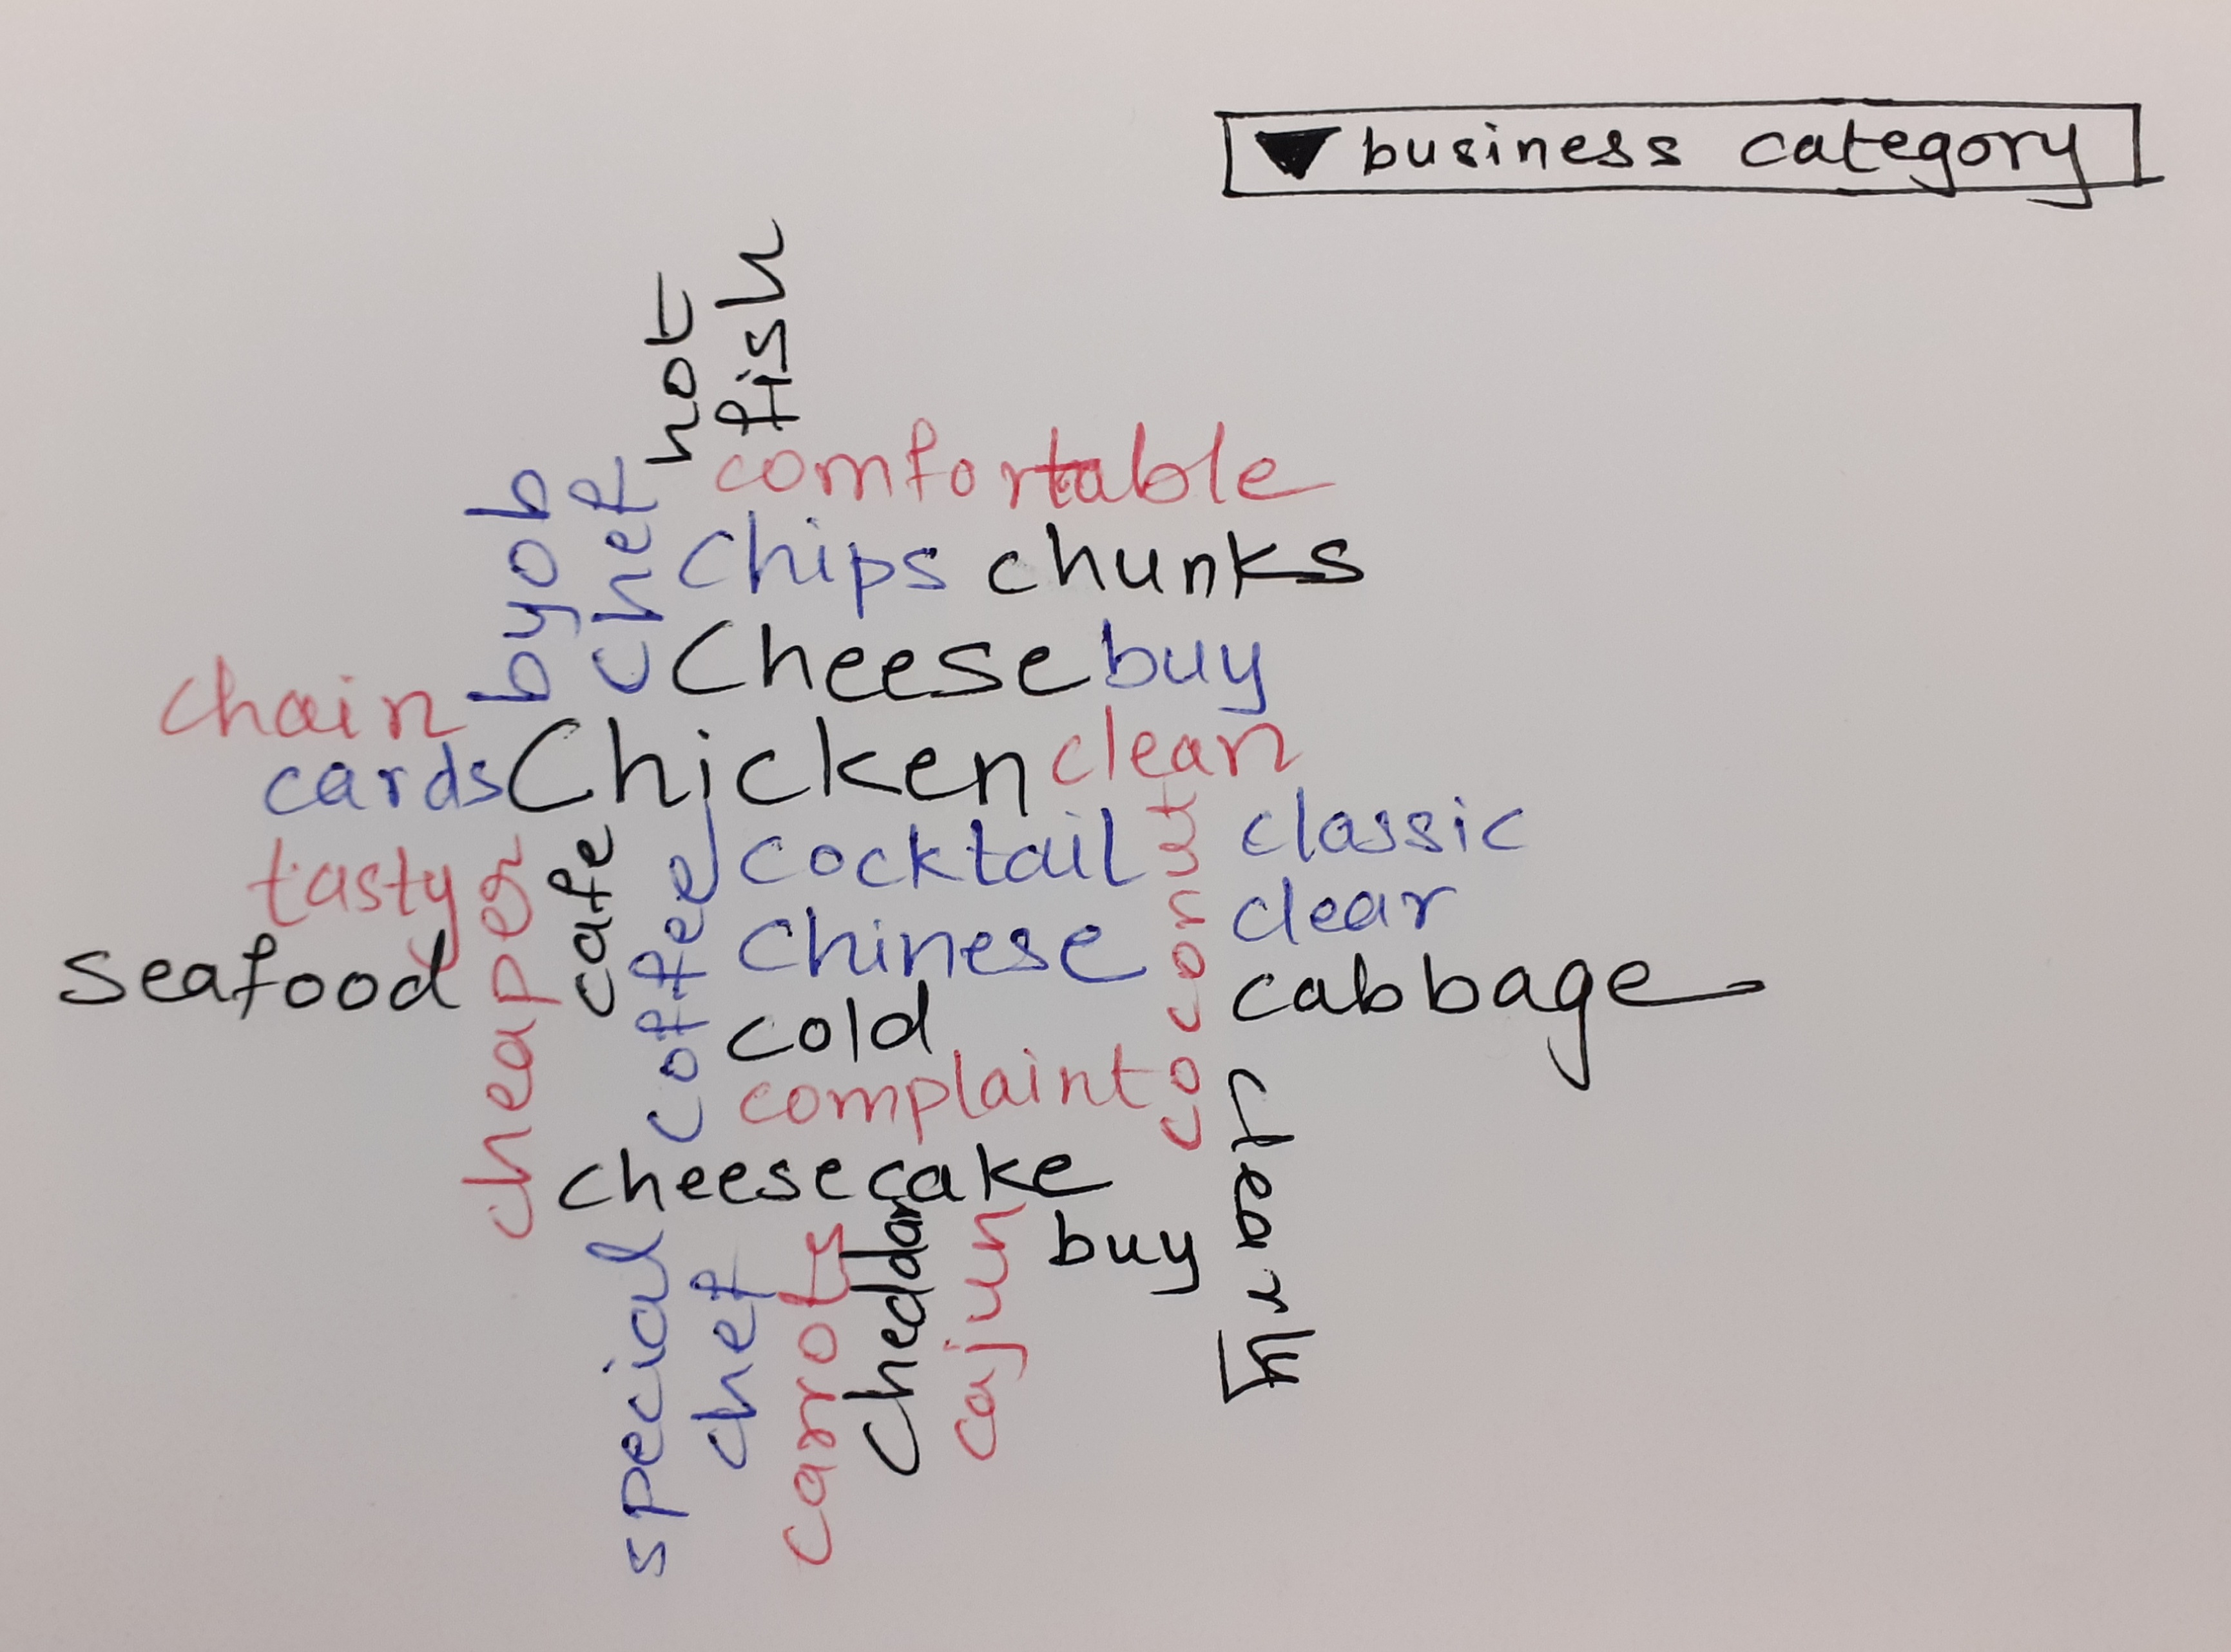 business category
hot
fish
comfortable
byob
chef
chips
chunks
Cheese
buy
chain
cards
Chicken
clean
tasty
cheaper
cafe
coffee
cocktail
coconut
classic
Chinese
clear
seafood
cold
cabbage
complaint
cheesecake
clearly
special
chef
carrots
cheddar
cajun
buy